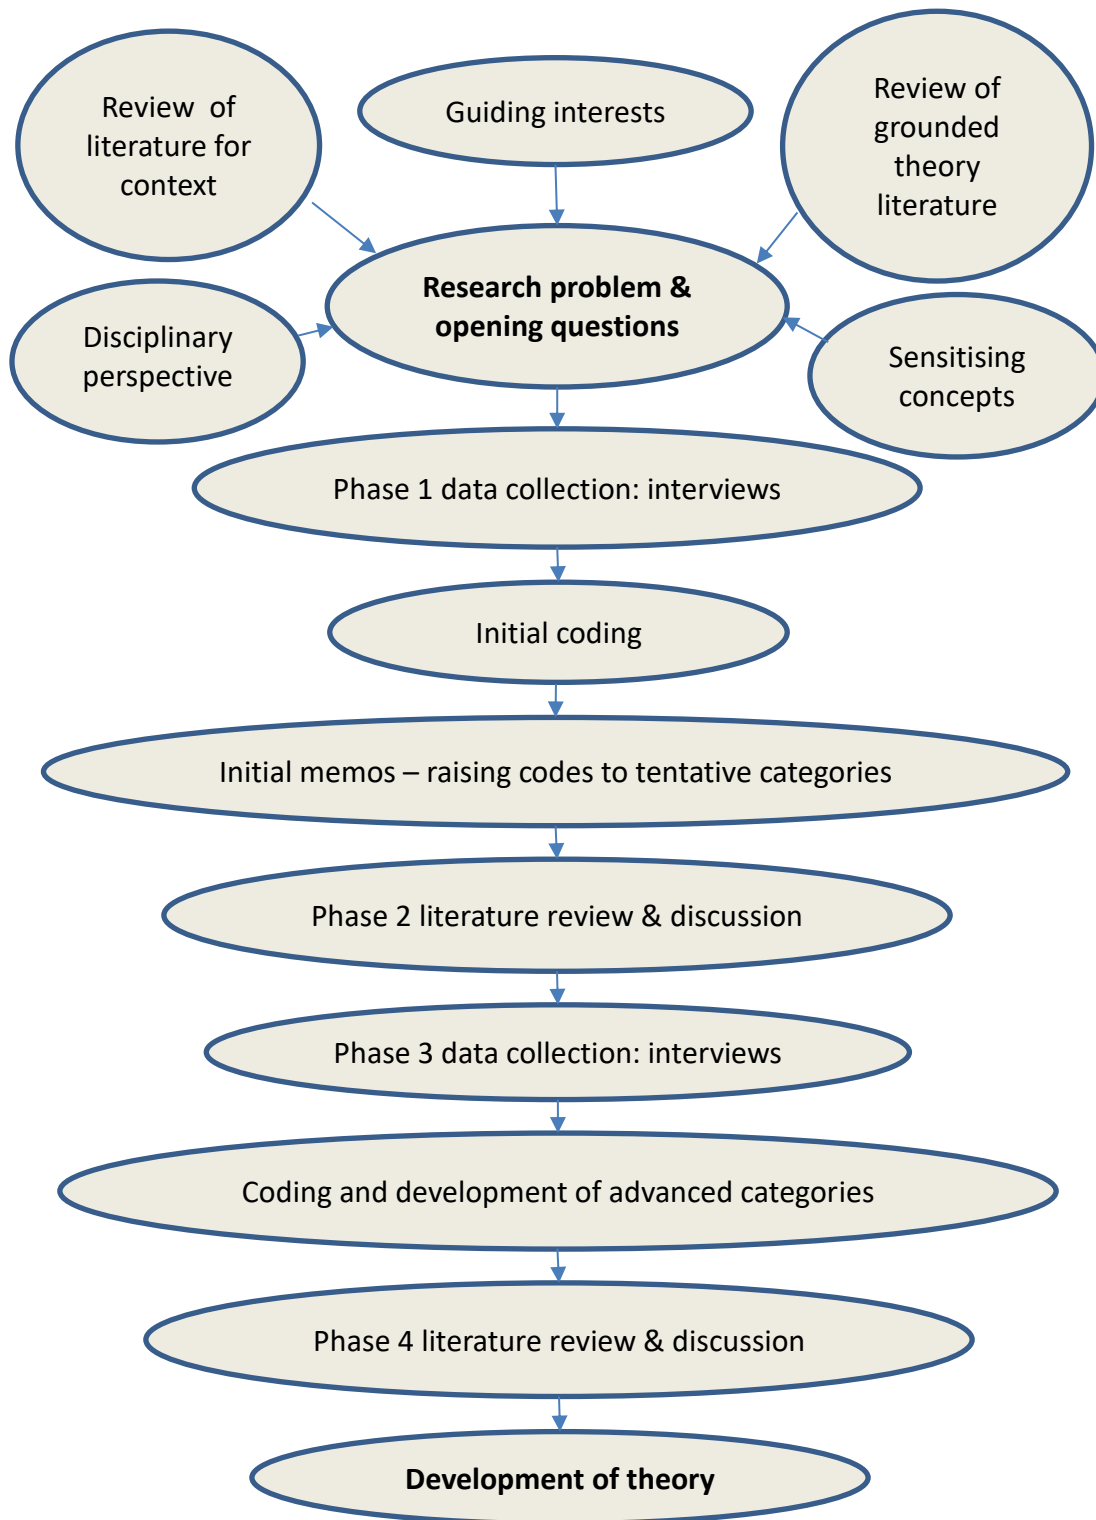 Review of
literature for
context
Guiding interests
Review of
grounded
theory
literature
Research problem &
opening questions
Disciplinary
perspective
Sensitising
concepts
Phase 1 data collection: interviews
Initial coding
Initial memos – raising codes to tentative categories
Phase 2 literature review & discussion
Phase 3 data collection: interviews
Coding and development of advanced categories
Phase 4 literature review & discussion
Development of theory